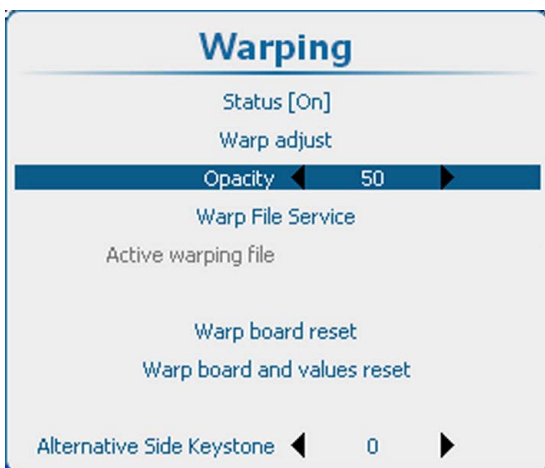 Warping
Status [On]
Warp adjust
Opacity 50
Warp File Service
Active warping file
Warp board reset
Warp board and values reset
Alternative Side Keystone 0